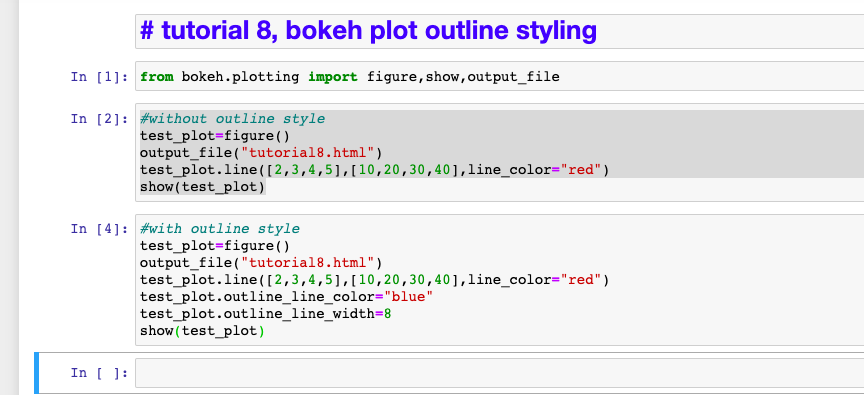 # tutorial 8, bokeh plot outline styling
In [1]: from bokeh.plotting import figure,show,output_file
In [2]: #without outline style
test_plot=figure()
output_file("tutorial8.html")
test_plot.line([2,3,4,5],[10,20,30,40],line_color="red")
show(test_plot)
In [4]: #with outline style
test_plot=figure()
output_file("tutorial8.html")
test_plot.line([2,3,4,5],[10,20,30,40],line_color="red")
test_plot.outline_line_color="blue"
test_plot.outline_line_width=8
show(test_plot)
In [ ]: